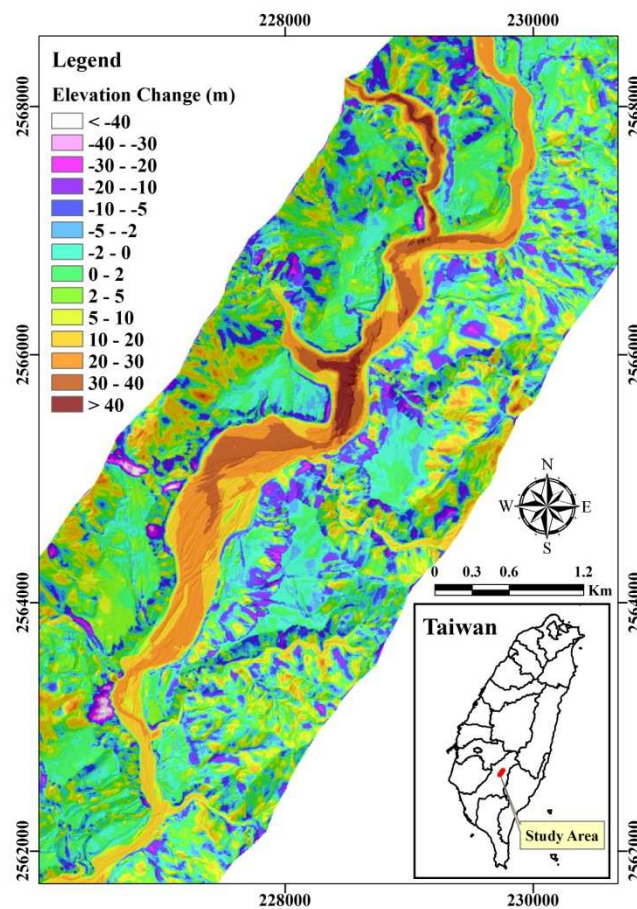 228000
230000
Legend
Elevation Change (m)
< -40
-40 - -30
-30 - -20
-20 - -10
-10 - -5
-5 - -2
-2 - 0
0 - 2
2 - 5
5 - 10
10 - 20
20 - 30
30 - 40
> 40
2568000
2568000
2566000
2566000
N
W
E
S
0
0.3
0.6
1.2
Km
2564000
2564000
Taiwan
Study Area
2562000
2562000
228000
230000